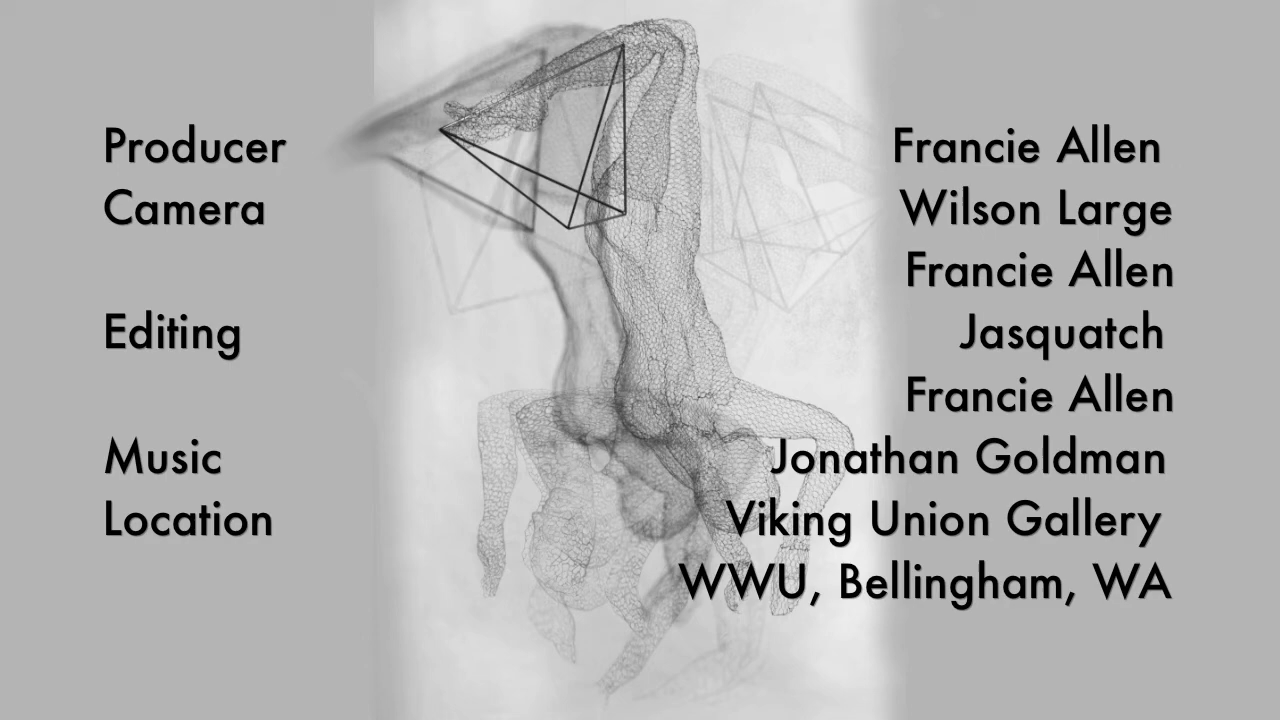 Producer Francie Allen
Camera Wilson Large
Francie Allen
Editing Jasquatch
Francie Allen
Music Jonathan Goldman
Location Viking Union Gallery
WWU, Bellingham, WA